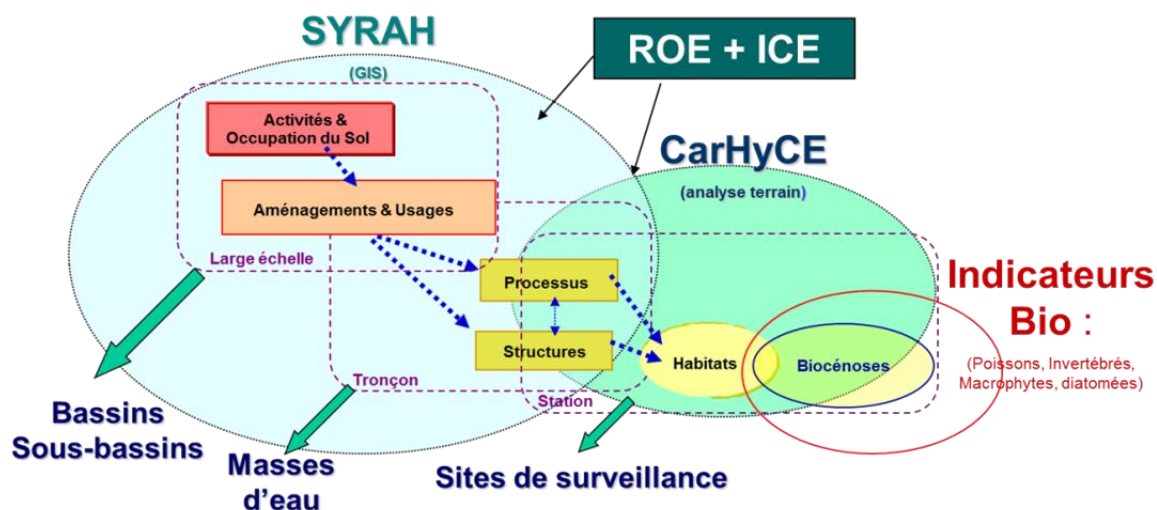 SYRAH
(GIS)
ROE + ICE
Activités &
Occupation du Sol
CarHyCE
(analyse terrain)
Aménagements & Usages
Large échelle
Processus
Indicateurs
Bio :
(Poissons, Invertébrés,
Macrophytes, diatomées)
Structures
Habitats
Biocénoses
Tronçon
Station
Bassins
Sous-bassins
Masses
d'eau
Sites de surveillance